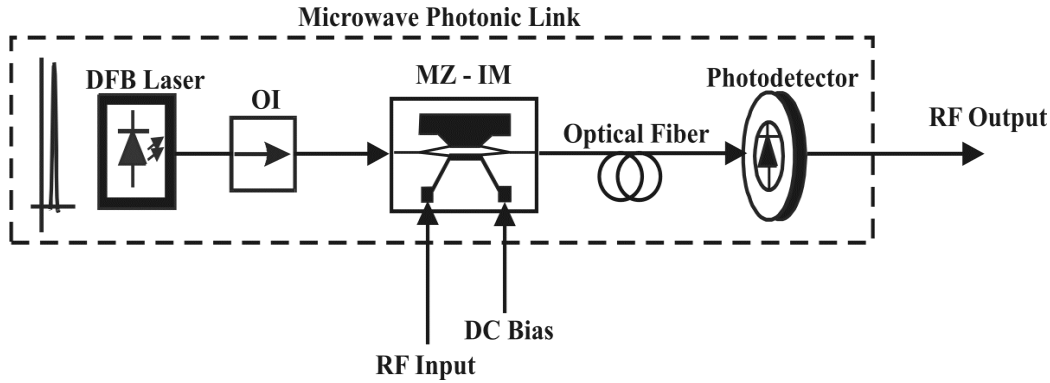 Microwave Photonic Link
DFB Laser
OI
MZ - IM
Optical Fiber
Photodetector
RF Output
DC Bias
RF Input